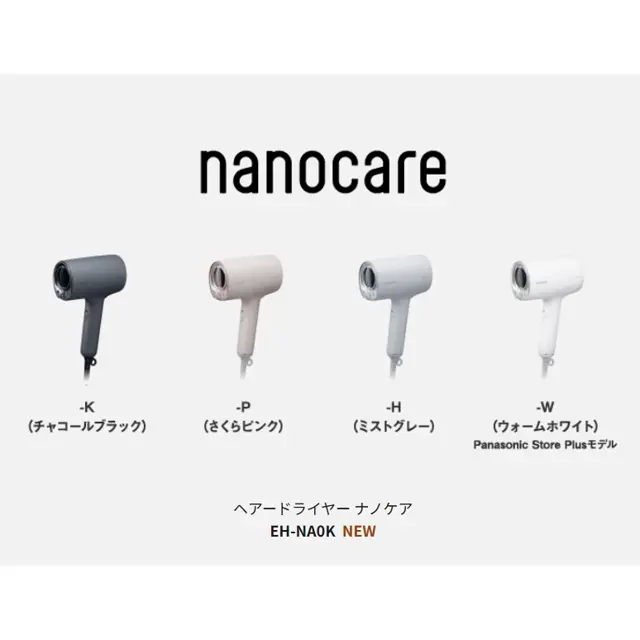 nanocare
-K
（チャコールブラック）
-P
（さくらピンク）
-H
（ミストグレー）
-W
（ウォームホワイト）
Panasonic Store Plusモデル
ヘアードライヤー ナノケア
EH-NA0K NEW